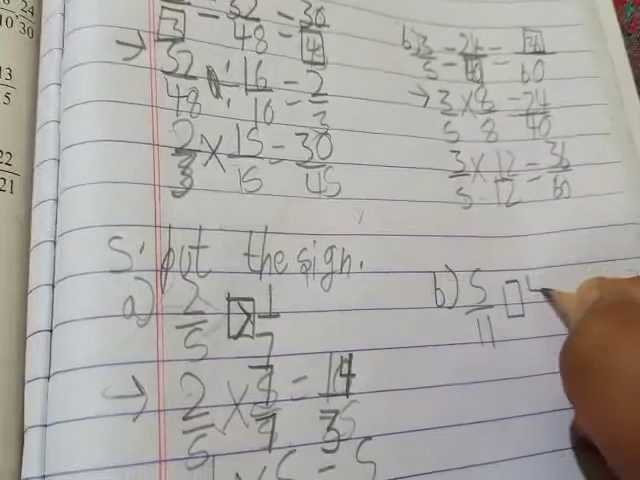 24/30
13/5
22/21
2/[3] = 32/48 = 30/[4]
→ 32/48 ÷ 16/16 = 2/3
2/3 × 15/15 = 30/45
b) 3/5 = 24/[40] = [36]/60
→ 3/5 × 8/8 = 24/40
3/5 × 12/12 = 36/60
5. put the sign.
a) 2/5 [>] 1/7
→ 2/5 × 7/7 = 14/35
b) 5/11 □